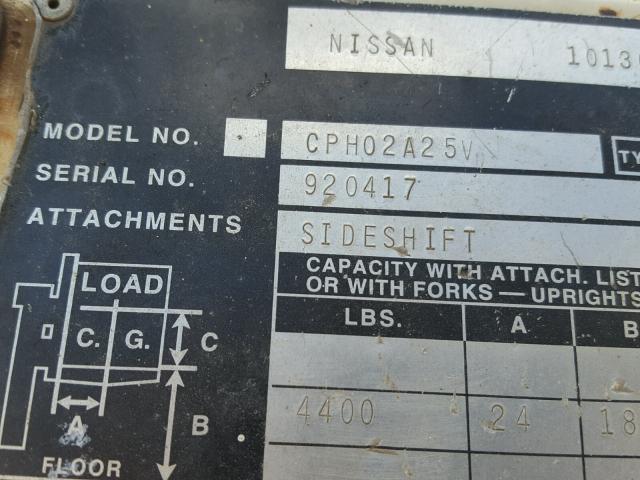 NISSAN 1013
MODEL NO. CPH02A25V TY
SERIAL NO. 920417
ATTACHMENTS SIDESHIFT
CAPACITY WITH ATTACH. LIST
OR WITH FORKS — UPRIGHTS
LBS. A B
4400 24 18
LOAD
C. G. C
A B
FLOOR